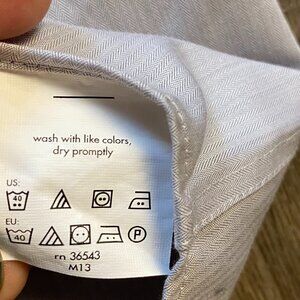 wash with like colors,
dry promptly
US:
40
EU:
40 P
rn 36543
M13